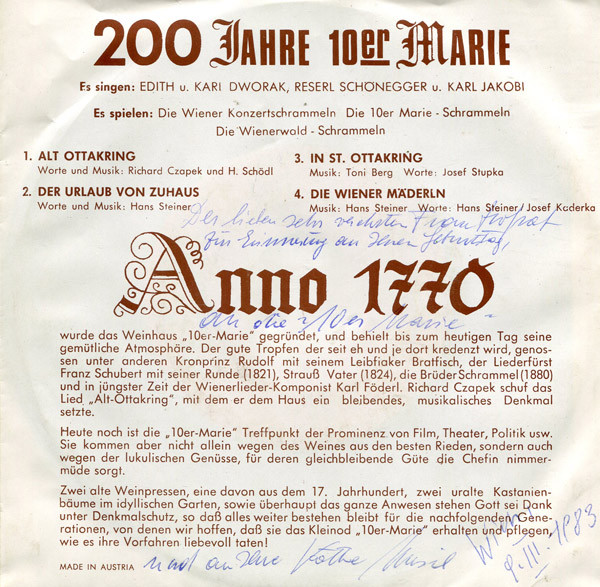 200 JAHRE 10er MARIE
Es singen: EDITH u. KARI DWORAK, RESERL SCHÖNEGGER u. KARL JAKOBI
Es spielen: Die Wiener Konzertschrammeln Die 10er Marie - Schrammeln
Die Wienerwald - Schrammeln
1. ALT OTTAKRING
Worte und Musik: Richard Czapek und H. Schödl
2. DER URLAUB VON ZUHAUS
Worte und Musik: Hans Steiner
3. IN ST. OTTAKRING
Musik: Toni Berg Worte: Josef Stupka
4. DIE WIENER MÄDERLN
Musik: Hans Steiner Worte: Hans Steiner/Josef Kaderka
Der lieben sehr Frau
zur Erinnerung an Ihren Geburtstag,
Anno 1770
an die "10er Marie"
wurde das Weinhaus „10er-Marie" gegründet, und behielt bis zum heutigen Tag seine
gemütliche Atmosphäre. Der gute Tropfen der seit eh und je dort kredenzt wird, genos-
sen unter anderen Kronprinz Rudolf mit seinem Leibfiaker Bratfisch, der Liederfürst
Franz Schubert mit seiner Runde (1821), Strauß Vater (1824), die Brüder Schrammel (1880)
und in jüngster Zeit der Wienerlieder-Komponist Karl Föderl. Richard Czapek schuf das
Lied „Alt-Ottakring", mit dem er dem Haus ein bleibendes, musikalisches Denkmal
setzte.
Heute noch ist die „10er-Marie" Treffpunkt der Prominenz von Film, Theater, Politik usw.
Sie kommen aber nicht allein wegen des Weines aus den besten Rieden, sondern auch
wegen der lukulischen Genüsse, für deren gleichbleibende Güte die Chefin nimmer-
müde sorgt.
Zwei alte Weinpressen, eine davon aus dem 17. Jahrhundert, zwei uralte Kastanien-
bäume im idyllischen Garten, sowie überhaupt das ganze Anwesen stehen Gott sei Dank
unter Denkmalschutz, so daß alles weiter bestehen bleibt für die nachfolgenden Gene-
rationen, von denen wir hoffen, daß sie das Kleinod „10er-Marie" erhalten und pflegen,
wie es ihre Vorfahren liebevoll taten!
MADE IN AUSTRIA
und an Ihre
Wien, 8.III.1983